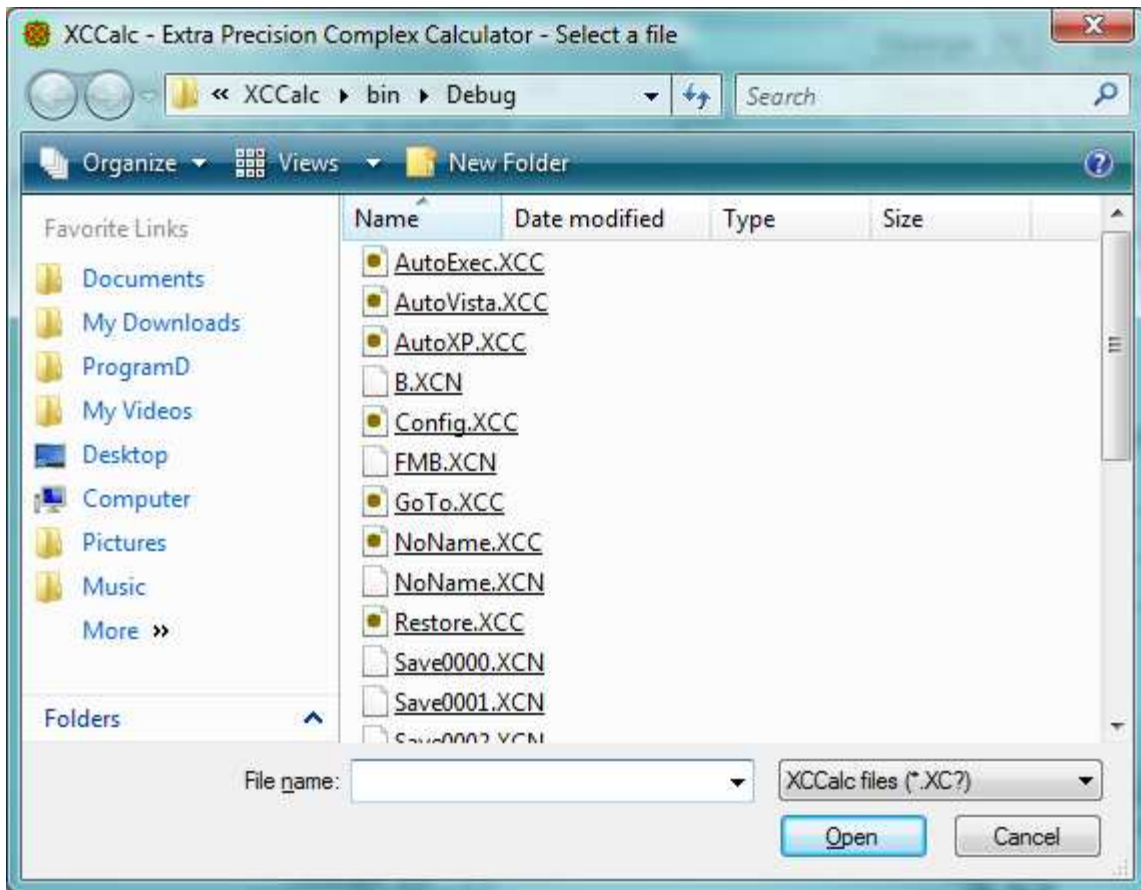 XCCalc - Extra Precision Complex Calculator - Select a file
« XCCalc bin Debug
Search
Organize Views New Folder
Favorite Links
Documents
My Downloads
ProgramD
My Videos
Desktop
Computer
Pictures
Music
More »
Folders
Name Date modified Type Size
AutoExec.XCC
AutoVista.XCC
AutoXP.XCC
B.XCN
Config.XCC
FMB.XCN
GoTo.XCC
NoName.XCC
NoName.XCN
Restore.XCC
Save0000.XCN
Save0001.XCN
Save0002.XCN
File name:
XCCalc files (*.XC?)
Open Cancel